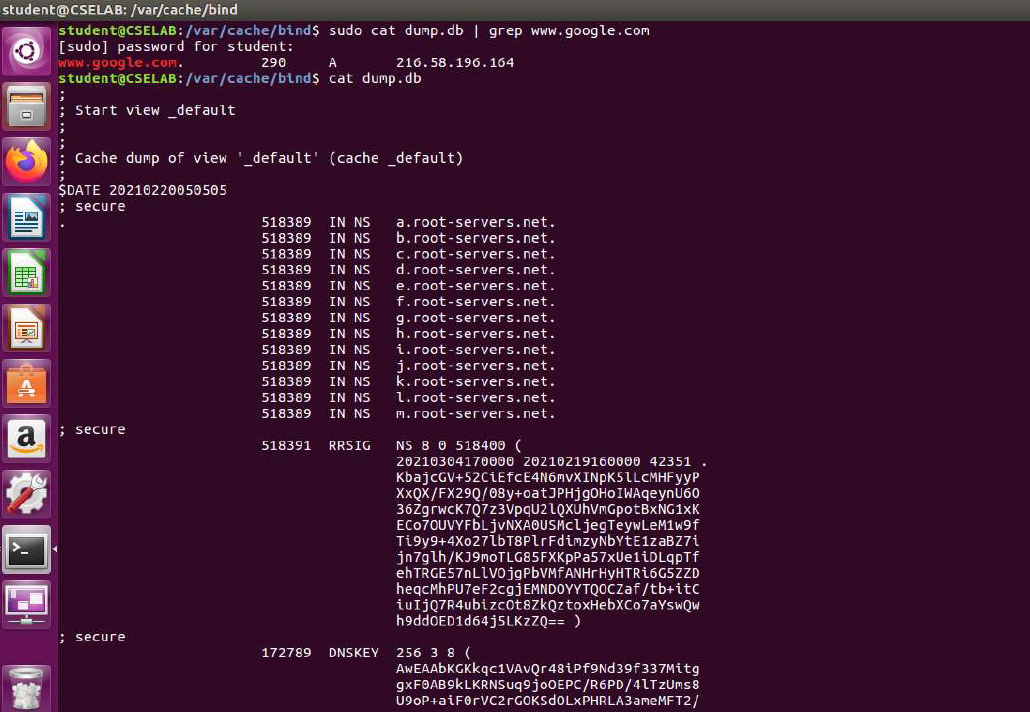 student@CSELAB: /var/cache/bind
student@CSELAB:/var/cache/bind$ sudo cat dump.db | grep www.google.com
[sudo] password for student:
www.google.com. 290 A 216.58.196.164
student@CSELAB:/var/cache/bind$ cat dump.db
;
; Start view _default
;
;
; Cache dump of view '_default' (cache _default)
;
$DATE 20210220050505
; secure
. 518389 IN NS a.root-servers.net.
518389 IN NS b.root-servers.net.
518389 IN NS c.root-servers.net.
518389 IN NS d.root-servers.net.
518389 IN NS e.root-servers.net.
518389 IN NS f.root-servers.net.
518389 IN NS g.root-servers.net.
518389 IN NS h.root-servers.net.
518389 IN NS i.root-servers.net.
518389 IN NS j.root-servers.net.
518389 IN NS k.root-servers.net.
518389 IN NS l.root-servers.net.
518389 IN NS m.root-servers.net.
; secure
518391 RRSIG NS 8 0 518400 (
20210304170000 20210219160000 42351 .
KbajcGV+52CiEfcE4N6mvXINpK5lLcMHFyyP
XxQX/FX29Q/08y+oatJPHjgOHoIWAqeynU6O
36ZgrwcK7Q7z3VpqU2lQXUhVmGpotBxNG1xK
ECo7OUVYFbLjvNXA0USMcljegTeywLeM1w9f
Ti9y9+4Xo27lbT8PlrFdimzyNbYtE1zaBZ7i
jn7glh/KJ9moTLG85FXKpPa57xUe1iDLqpTf
ehTRGE57nLlVOjgPbVMfANHrHyHTRi6G5ZZD
heqcMhPU7eF2cgjEMNDOYYTQOCZaf/tb+itC
iuIjQ7R4ubizcOt8ZkQztoxHebXCo7aYswQw
h9ddOED1d64j5LKzZQ== )
; secure
172789 DNSKEY 256 3 8 (
AwEAAbKGKkqc1VAvQr48iPf9Nd39f337Mitg
gxF0AB9kLKRNSuq9joOEPC/R6PD/4lTzUms8
U9oP+aiF0rVC2rGOKSdOLxPHRLA3ameMFT2/